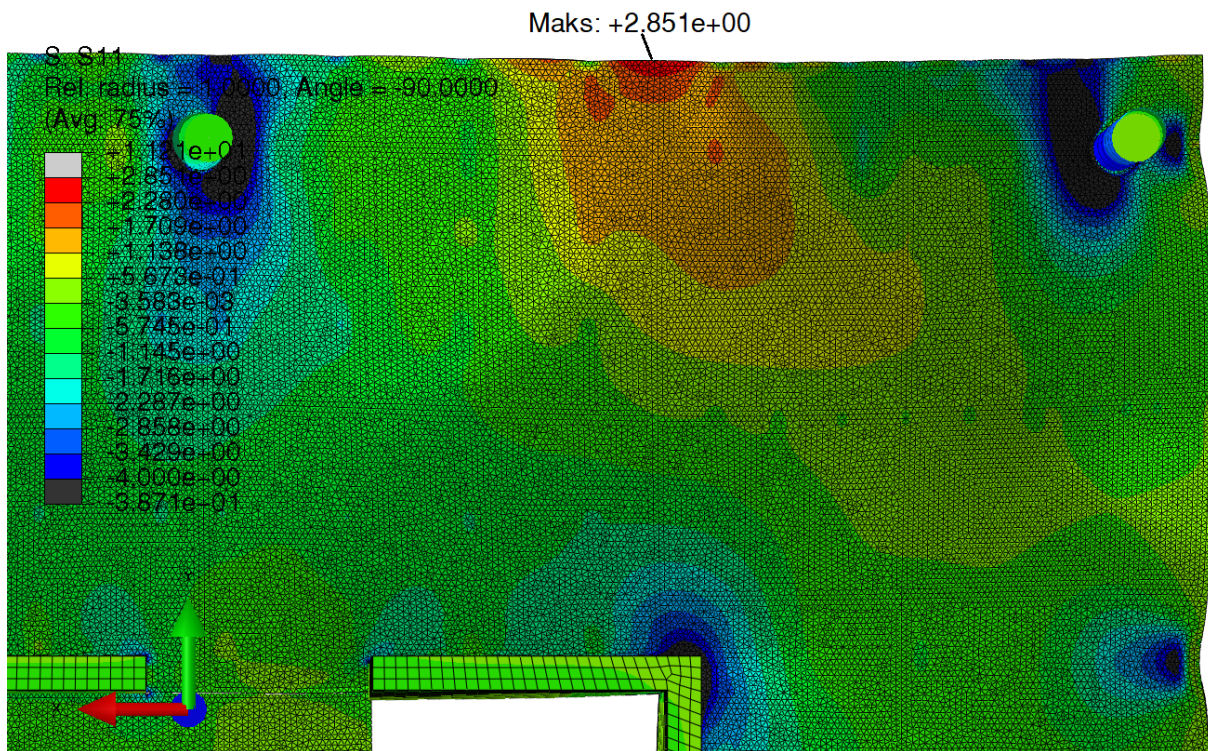 Maks: +2.851e+00
S, S11
Rel. radius = 1.0000, Angle = -90.0000
(Avg: 75%)
+1.121e+01
+2.851e+00
+2.280e+00
+1.709e+00
+1.138e+00
+5.673e-01
-3.583e-03
-5.745e-01
-1.145e+00
-1.716e+00
-2.287e+00
-2.858e+00
-3.429e+00
-4.000e+00
-3.871e+01
Y
X